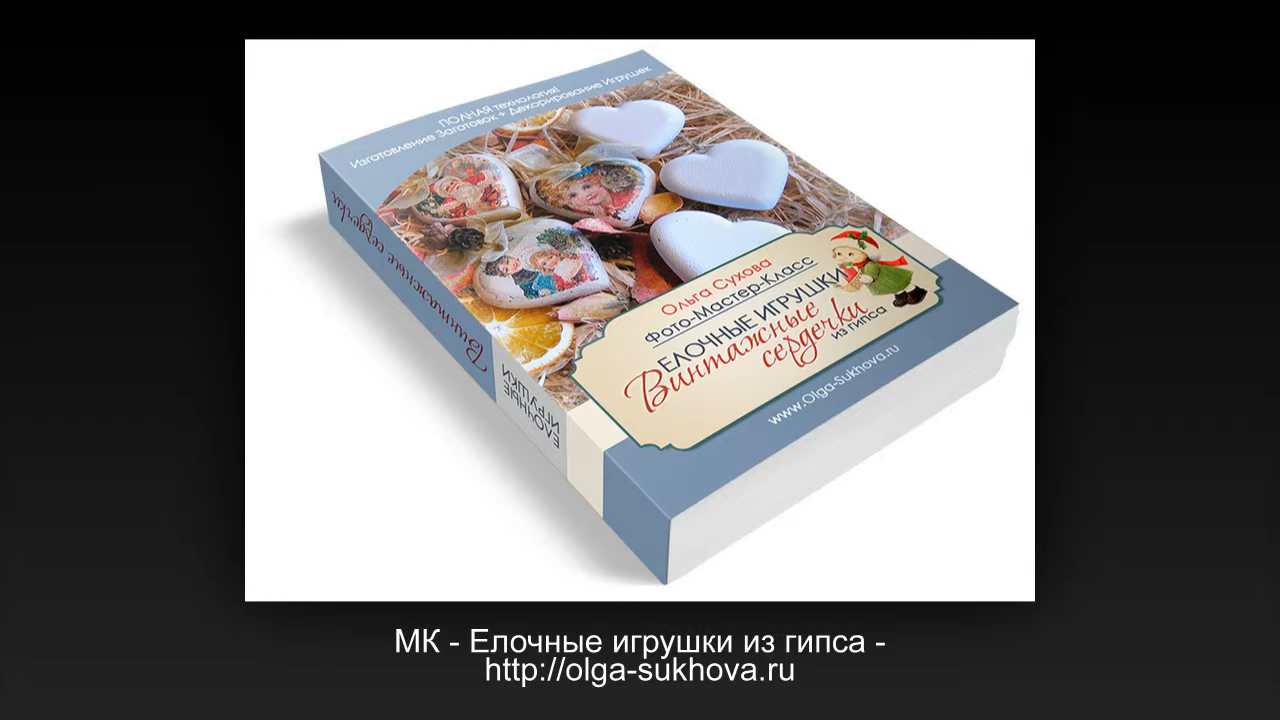 ПОЛНАЯ технология!
Изготовление Заготовок + Декорирование Игрушек
Ольга Сухова
Фото-Мастер-Класс
ЕЛОЧНЫЕ ИГРУШКИ
Винтажные
сердечки
из гипса
www.Olga-Sukhova.ru
Винтажные сердечки
ЕЛОЧНЫЕ
ИГРУШКИ
МК - Елочные игрушки из гипса -
http://olga-sukhova.ru